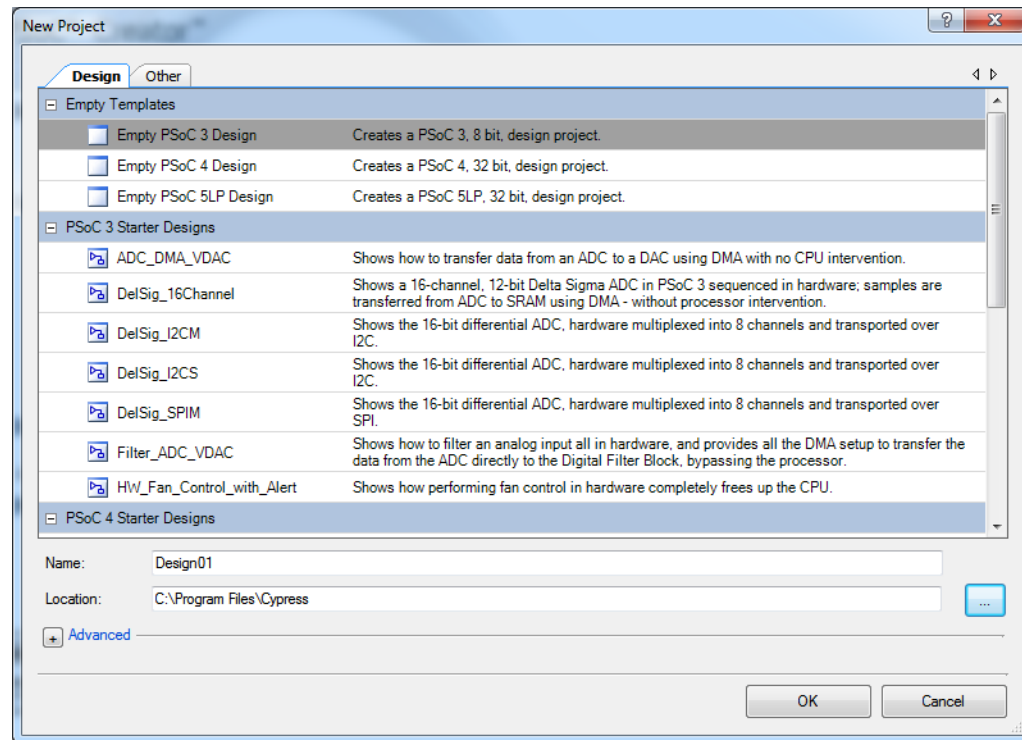 New Project
Design
Other
Empty Templates
Empty PSoC 3 Design
Creates a PSoC 3, 8 bit, design project.
Empty PSoC 4 Design
Creates a PSoC 4, 32 bit, design project.
Empty PSoC 5LP Design
Creates a PSoC 5LP, 32 bit, design project.
PSoC 3 Starter Designs
ADC_DMA_VDAC
Shows how to transfer data from an ADC to a DAC using DMA with no CPU intervention.
DelSig_16Channel
Shows a 16-channel, 12-bit Delta Sigma ADC in PSoC 3 sequenced in hardware; samples are
transferred from ADC to SRAM using DMA - without processor intervention.
DelSig_I2CM
Shows the 16-bit differential ADC, hardware multiplexed into 8 channels and transported over
I2C.
DelSig_I2CS
Shows the 16-bit differential ADC, hardware multiplexed into 8 channels and transported over
I2C.
DelSig_SPIM
Shows the 16-bit differential ADC, hardware multiplexed into 8 channels and transported over
SPI.
Filter_ADC_VDAC
Shows how to filter an analog input all in hardware, and provides all the DMA setup to transfer the
data from the ADC directly to the Digital Filter Block, bypassing the processor.
HW_Fan_Control_with_Alert
Shows how performing fan control in hardware completely frees up the CPU.
PSoC 4 Starter Designs
Name:
Design01
Location:
C:\Program Files\Cypress
...
Advanced
OK
Cancel